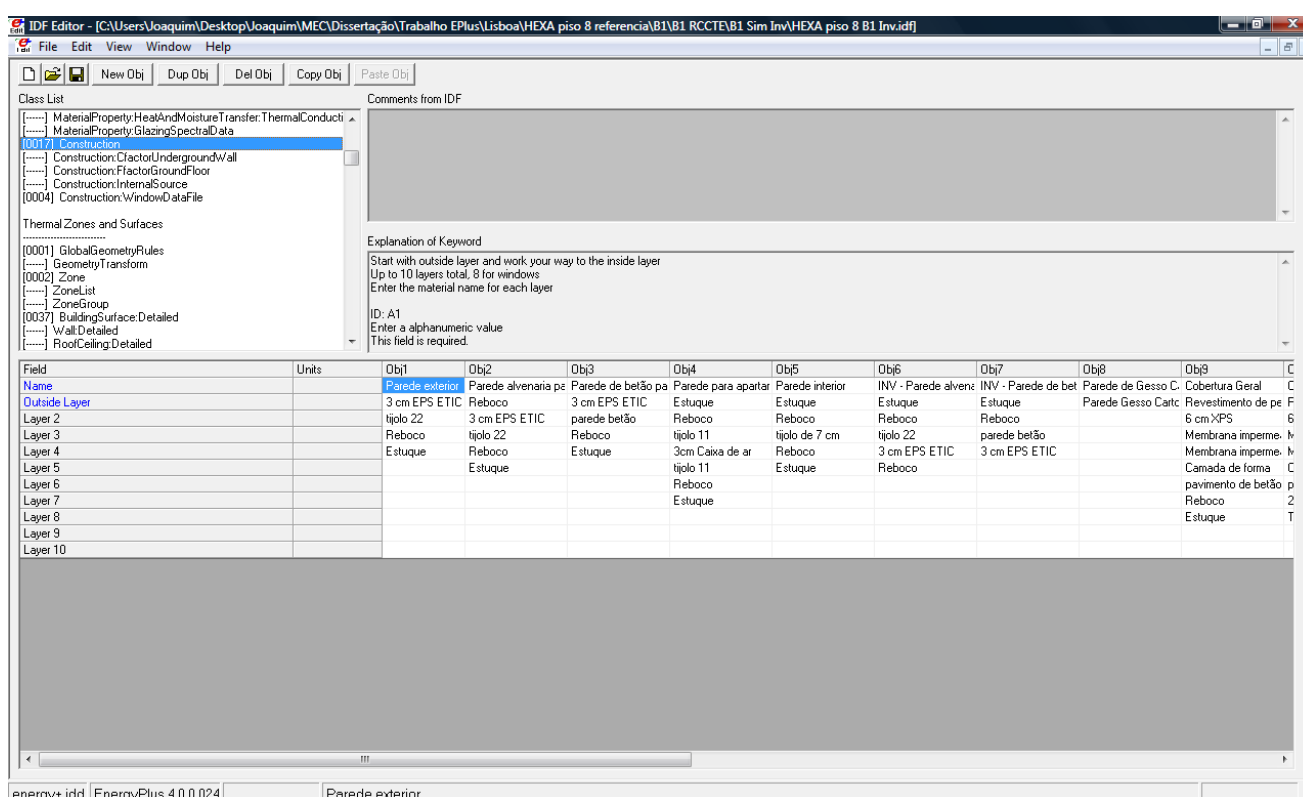 IDF Editor - [C:\Users\Joaquim\Desktop\Joaquim\MEC\Dissertação\Trabalho EPlus\Lisboa\HEXA piso 8 referencia\B1\B1 RCCTE\B1 Sim Inv\HEXA piso 8 B1 Inv.idf]
File Edit View Window Help
New Obj Dup Obj Del Obj Copy Obj Paste Obj
Class List Comments from IDF
[------] MaterialProperty:HeatAndMoistureTransfer:ThermalConducti
[------] MaterialProperty:GlazingSpectralData
[0017] Construction
[------] Construction:CfactorUndergroundWall
[------] Construction:FfactorGroundFloor
[------] Construction:InternalSource
[0004] Construction:WindowDataFile
Thermal Zones and Surfaces
--------------------------
[0001] GlobalGeometryRules
[------] GeometryTransform
[0002] Zone
[------] ZoneList
[------] ZoneGroup
[0037] BuildingSurface:Detailed
[------] Wall:Detailed
[------] RoofCeiling:Detailed
Explanation of Keyword
Start with outside layer and work your way to the inside layer
Up to 10 layers total, 8 for windows
Enter the material name for each layer
ID: A1
Enter a alphanumeric value
This field is required.
Field Units Obj1 Obj2 Obj3 Obj4 Obj5 Obj6 Obj7 Obj8 Obj9
Name Parede exterior Parede alvenaria pa Parede de betão pa Parede para apartar Parede interior INV - Parede alvena INV - Parede de bet Parede de Gesso C Cobertura Geral
Outside Layer 3 cm EPS ETIC Reboco 3 cm EPS ETIC Estuque Estuque Estuque Estuque Parede Gesso Carto Revestimento de pe F
Layer 2 tijolo 22 3 cm EPS ETIC parede betão Reboco Reboco Reboco Reboco 6 cm XPS 6
Layer 3 Reboco tijolo 22 Reboco tijolo 11 tijolo de 7 cm tijolo 22 parede betão Membrana imperme
Layer 4 Estuque Reboco Estuque 3cm Caixa de ar Reboco 3 cm EPS ETIC 3 cm EPS ETIC Membrana imperme
Layer 5 Estuque tijolo 11 Estuque Reboco Camada de forma C
Layer 6 Reboco pavimento de betão p
Layer 7 Estuque Reboco 2
Layer 8 Estuque T
Layer 9
Layer 10
energy+.idd EnergyPlus 4.0.0.024 Parede exterior